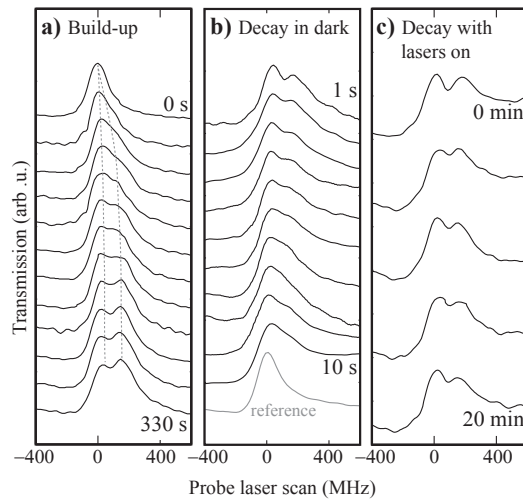 a) Build-up
0 s
330 s
b) Decay in dark
1 s
10 s
reference
c) Decay with
lasers on
0 min
20 min
Transmission (arb .u.)
−400 0 400
−400 0 400
−400 0 400
Probe laser scan (MHz)